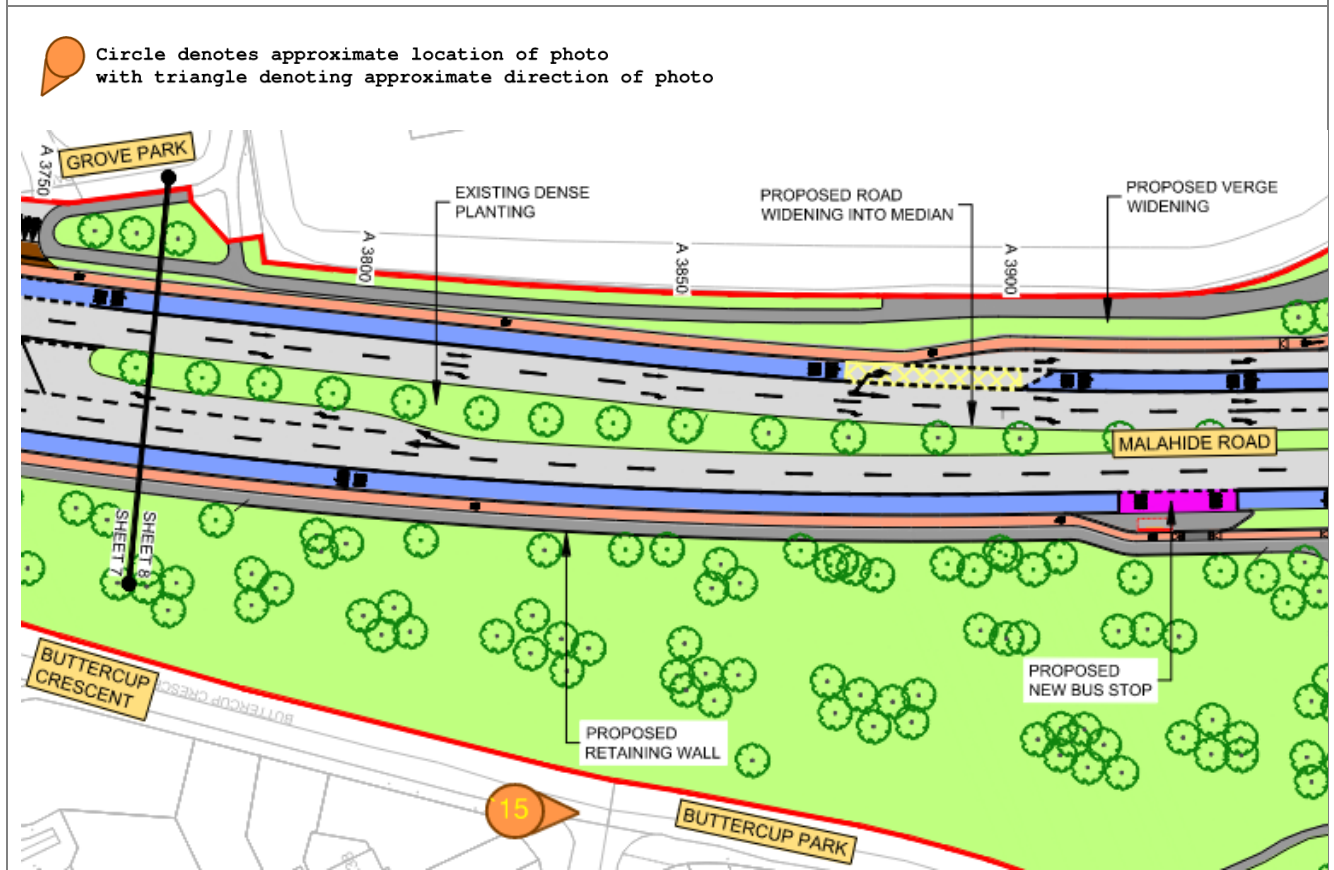 Circle denotes approximate location of photo
with triangle denoting approximate direction of photo
A 3750
GROVE PARK
EXISTING DENSE
PLANTING
PROPOSED ROAD
WIDENING INTO MEDIAN
PROPOSED VERGE
WIDENING
A 3800
A 3850
A 3900
MALAHIDE ROAD
SHEET 7
SHEET 8
BUTTERCUP
CRESCENT
BUTTERCUP CRESCE
PROPOSED
NEW BUS STOP
PROPOSED
RETAINING WALL
15
BUTTERCUP PARK